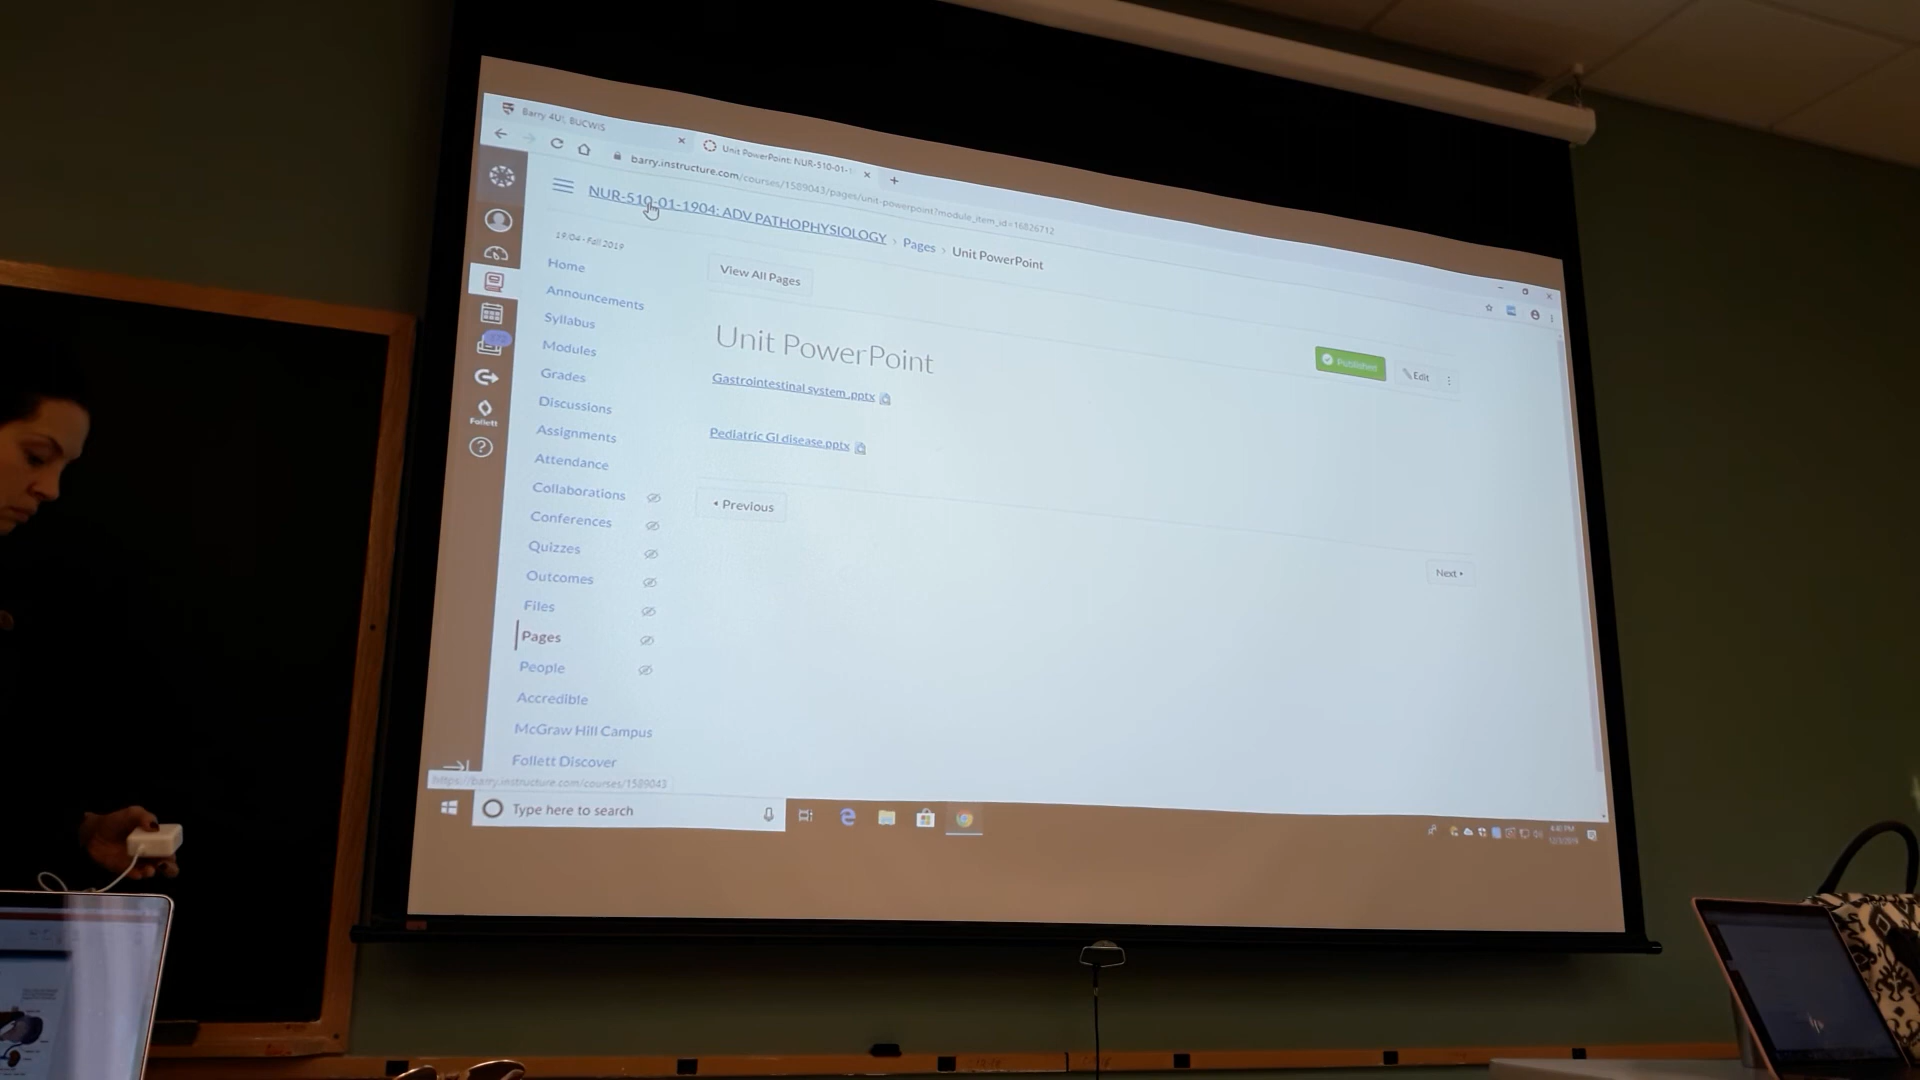 Barry 4U!, BUCWIS
Unit PowerPoint: NUR-510-01-1
barry.instructure.com/courses/1589043/pages/unit-powerpoint?module_item_id=16826712
NUR-510-01-1904: ADV PATHOPHYSIOLOGY › Pages › Unit PowerPoint
19/04 - Fall 2019
View All Pages
Home
Announcements
Syllabus
Modules
Grades
Discussions
Assignments
Attendance
Collaborations
Conferences
Quizzes
Outcomes
Files
Pages
People
Accredible
McGraw Hill Campus
Follett Discover
Follett
Unit PowerPoint
Published
Edit
Gastrointestinal system .pptx
Pediatric GI disease.pptx
Previous
Next
https://barry.instructure.com/courses/1589043
Type here to search